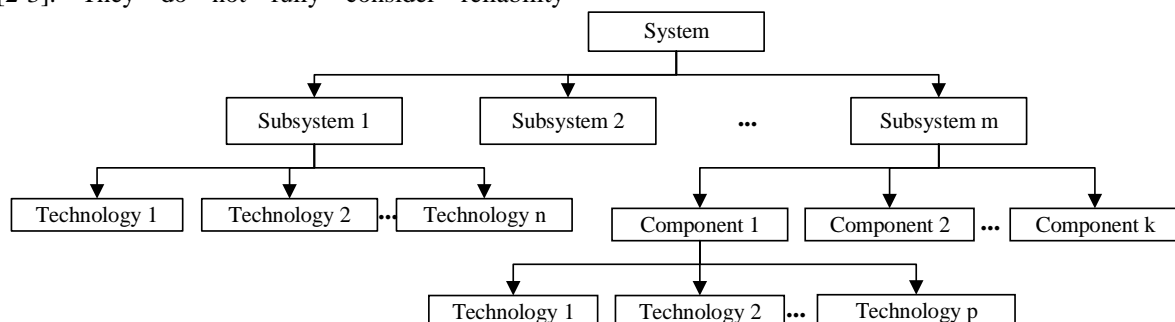 [2-3]. They do not fully consider reliability
System
Subsystem 1 Subsystem 2 ... Subsystem m
Technology 1 Technology 2 ... Technology n Component 1 Component 2 ... Component k
Technology 1 Technology 2 ... Technology p